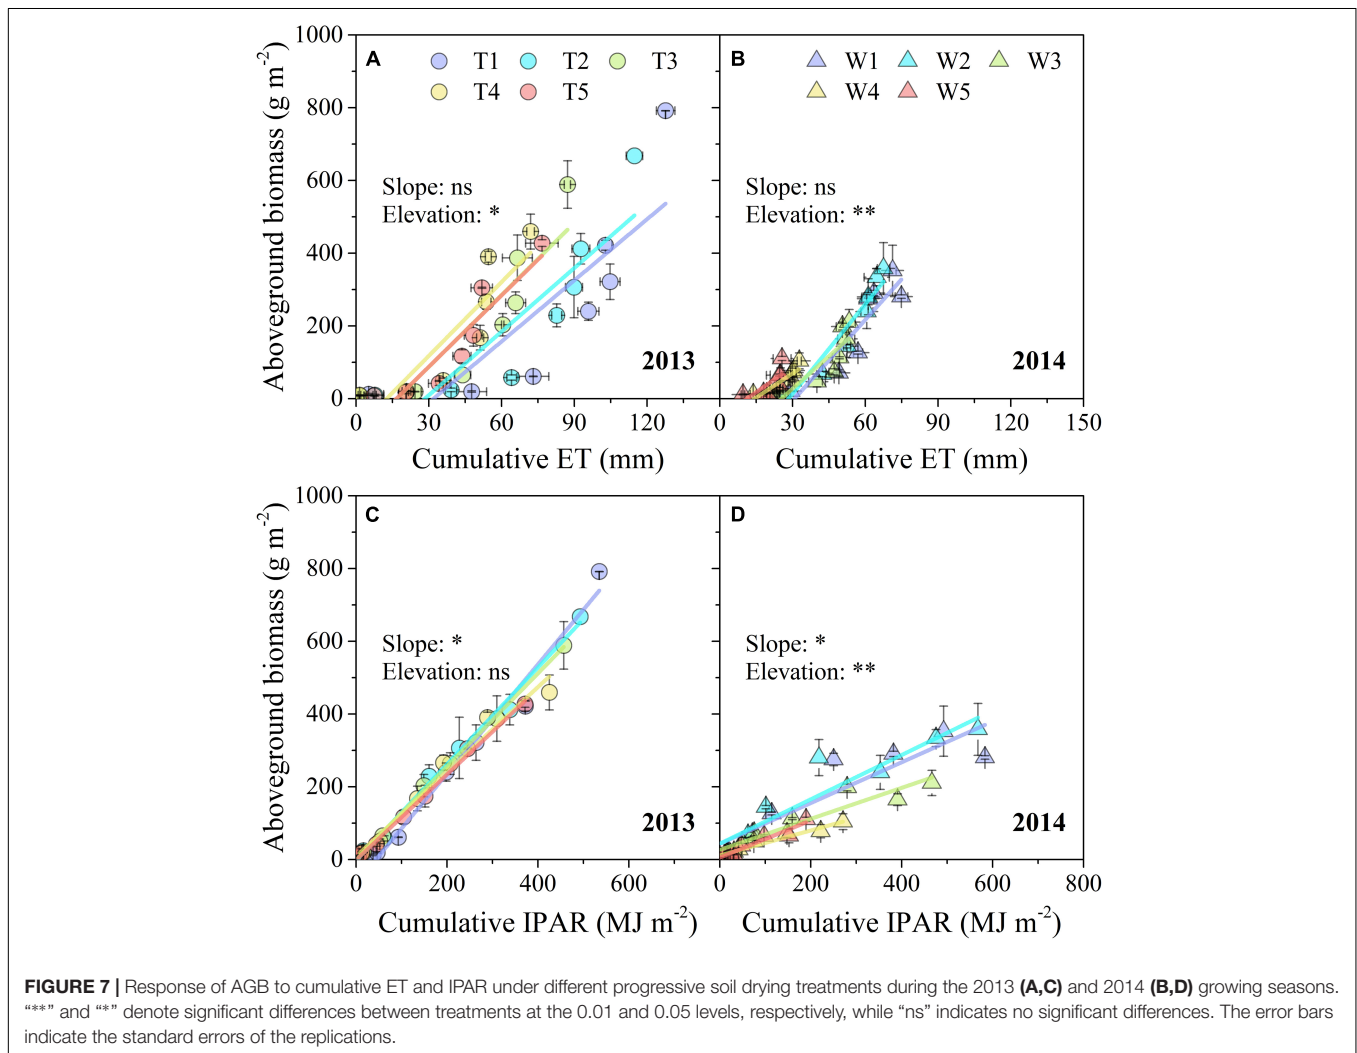 A
T1 T2 T3
T4 T5
B
W1 W2 W3
W4 W5
1000
800
600
400
200
0
Aboveground biomass (g m-2)
Slope: ns
Elevation: *
2013
Slope: ns
Elevation: **
2014
0 30 60 90 120 0 30 60 90 120 150
Cumulative ET (mm) Cumulative ET (mm)
C
D
1000
800
600
400
200
0
Aboveground biomass (g m-2)
Slope: *
Elevation: ns
2013
Slope: *
Elevation: **
2014
0 200 400 600 0 200 400 600 800
Cumulative IPAR (MJ m-2) Cumulative IPAR (MJ m-2)
FIGURE 7 | Response of AGB to cumulative ET and IPAR under different progressive soil drying treatments during the 2013 (A,C) and 2014 (B,D) growing seasons.
“**” and “*” denote significant differences between treatments at the 0.01 and 0.05 levels, respectively, while “ns” indicates no significant differences. The error bars
indicate the standard errors of the replications.